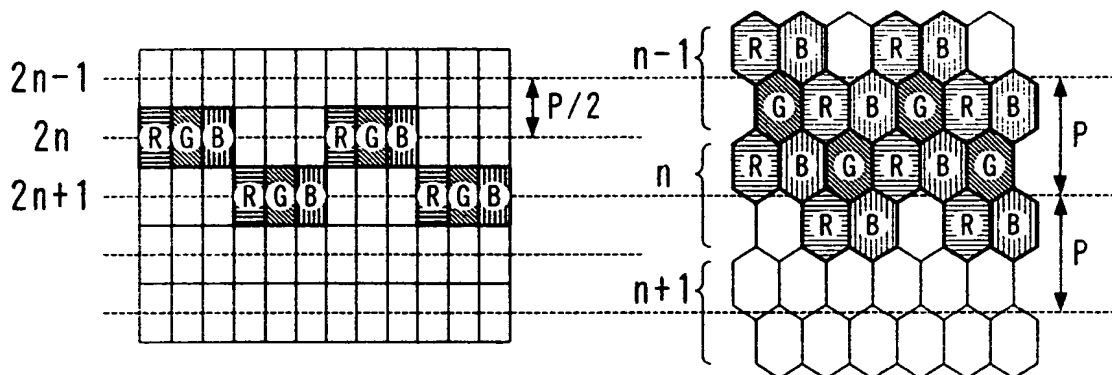 2n-1
2n
2n+1
R G B R G B
R G B R G B
P/2
n-1
n
n+1
R B R B
G R B G R B
R B G R B G
R B R B
P
P